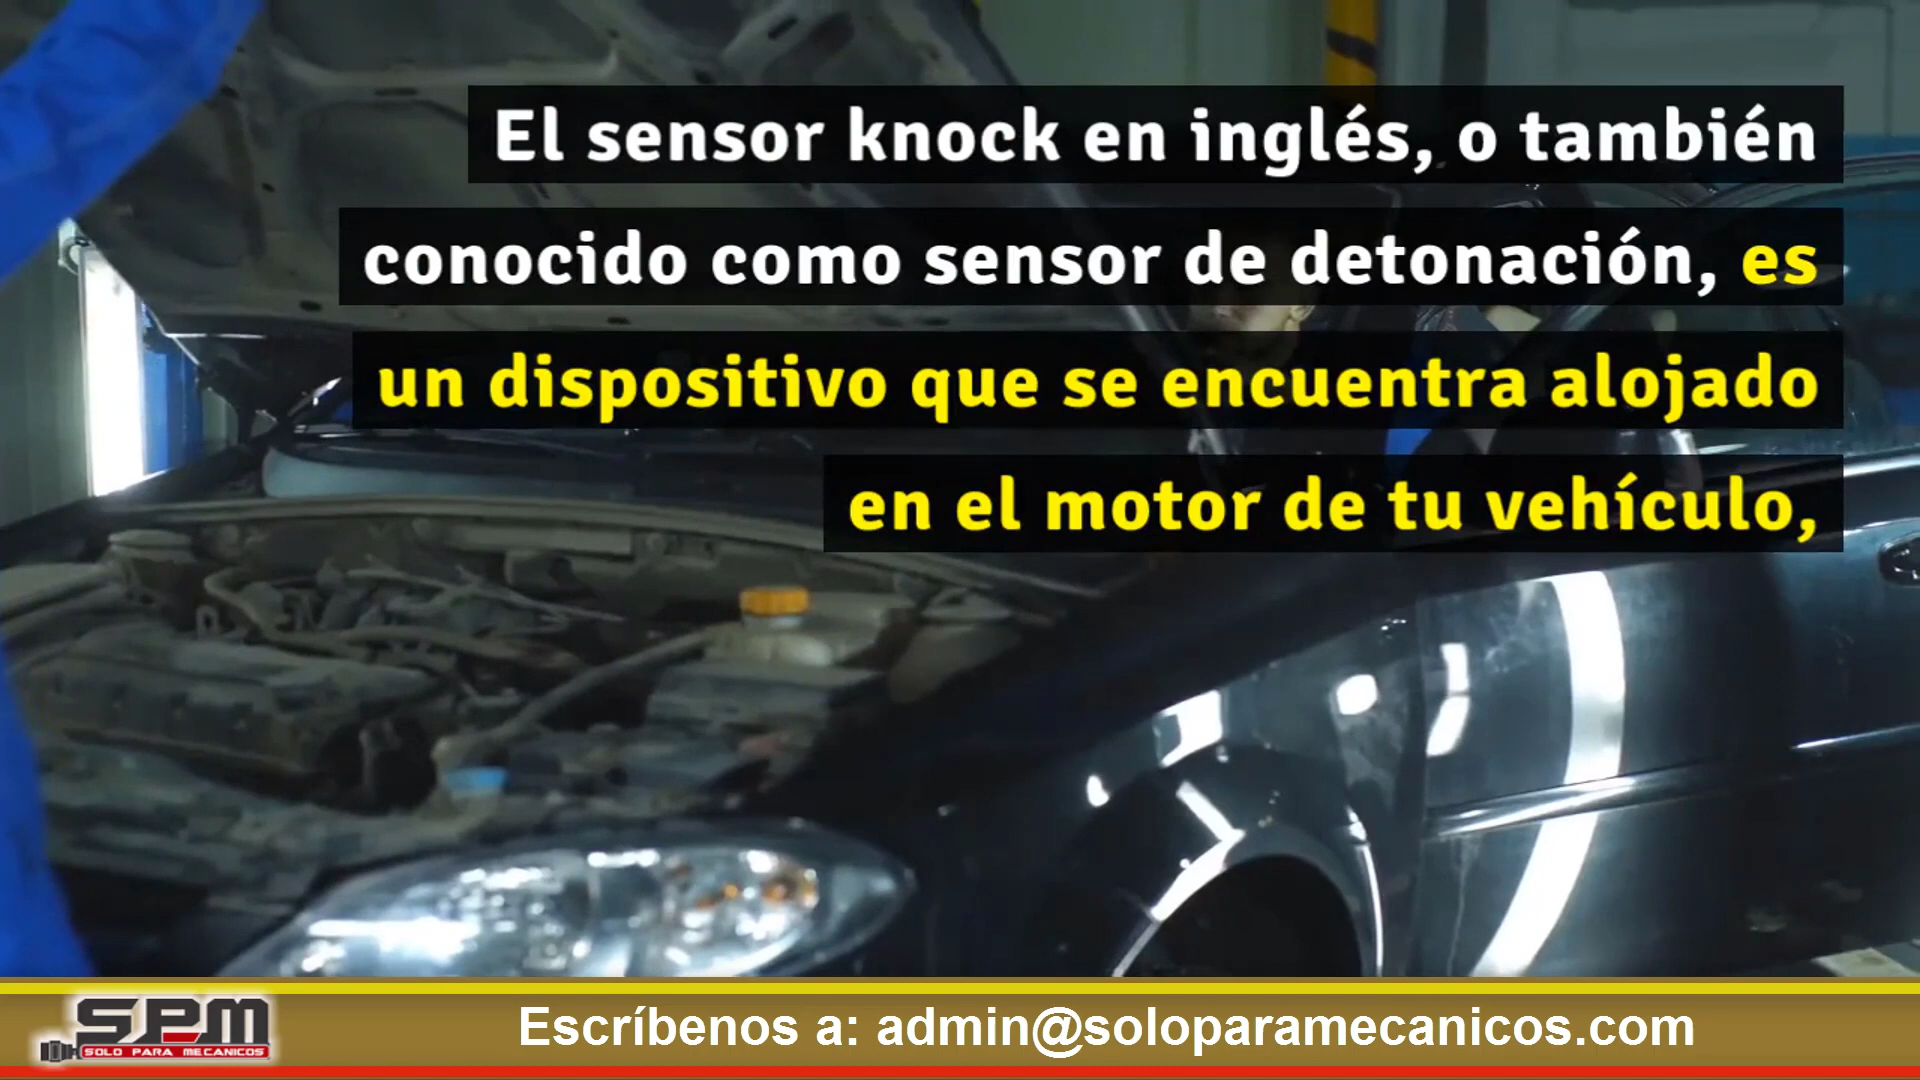 El sensor knock en inglés, o también
conocido como sensor de detonación, es
un dispositivo que se encuentra alojado
en el motor de tu vehículo,
SPM
SOLO PARA MECANICOS
Escríbenos a: admin@soloparamecanicos.com